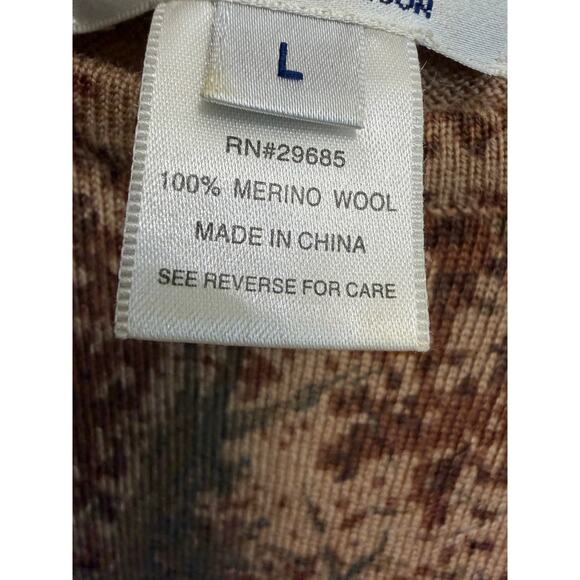 L
RN#29685
100% MERINO WOOL
MADE IN CHINA
SEE REVERSE FOR CARE